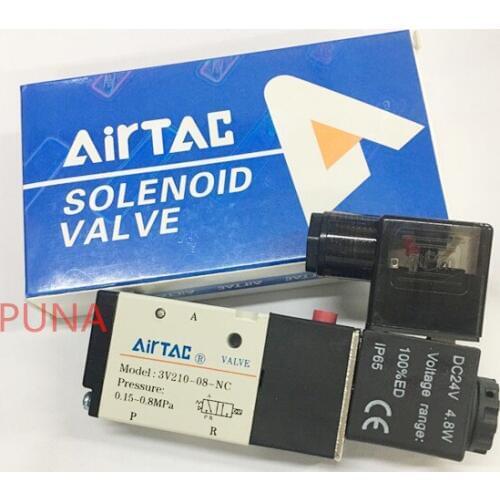 AirTAC
SOLENOID
VALVE
PUNA
A
AirTAC ® VALVE
Model: 3V210-08-NC
Pressure:
0.15-0.8MPa
P R
DC24V 4.8W
Voltage range:
100%ED
IP65
CE